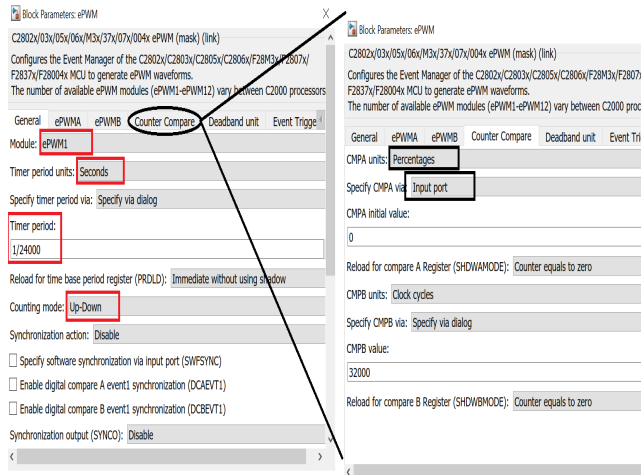 Block Parameters: ePWM
C2802x/03x/05x/06x/M3x/37x/07x/004x ePWM (mask) (link)
Configures the Event Manager of the C2802x/C2803x/C2805x/C2806x/F28M3x/F2807x/
F2837x/F28004x MCU to generate ePWM waveforms.
The number of available ePWM modules (ePWM1-ePWM12) vary between C2000 processors
General ePWMA ePWMB Counter Compare Deadband unit Event Trigge
Module: ePWM1
Timer period units: Seconds
Specify timer period via: Specify via dialog
Timer period:
1/24000
Reload for time base period register (PRDLD): Immediate without using shadow
Counting mode: Up-Down
Synchronization action: Disable
Specify software synchronization via input port (SWFSYNC)
Enable digital compare A event1 synchronization (DCAEVT1)
Enable digital compare B event1 synchronization (DCBEVT1)
Synchronization output (SYNCO): Disable
Block Parameters: ePWM
C2802x/03x/05x/06x/M3x/37x/07x/004x ePWM (mask) (link)
Configures the Event Manager of the C2802x/C2803x/C2805x/C2806x/F28M3x/F2807x
F2837x/F28004x MCU to generate ePWM waveforms.
The number of available ePWM modules (ePWM1-ePWM12) vary between C2000 proc
General ePWMA ePWMB Counter Compare Deadband unit Event Tri
CMPA units: Percentages
Specify CMPA via: Input port
CMPA initial value:
0
Reload for compare A Register (SHDWAMODE): Counter equals to zero
CMPB units: Clock cycles
Specify CMPB via: Specify via dialog
CMPB value:
32000
Reload for compare B Register (SHDWBMODE): Counter equals to zero